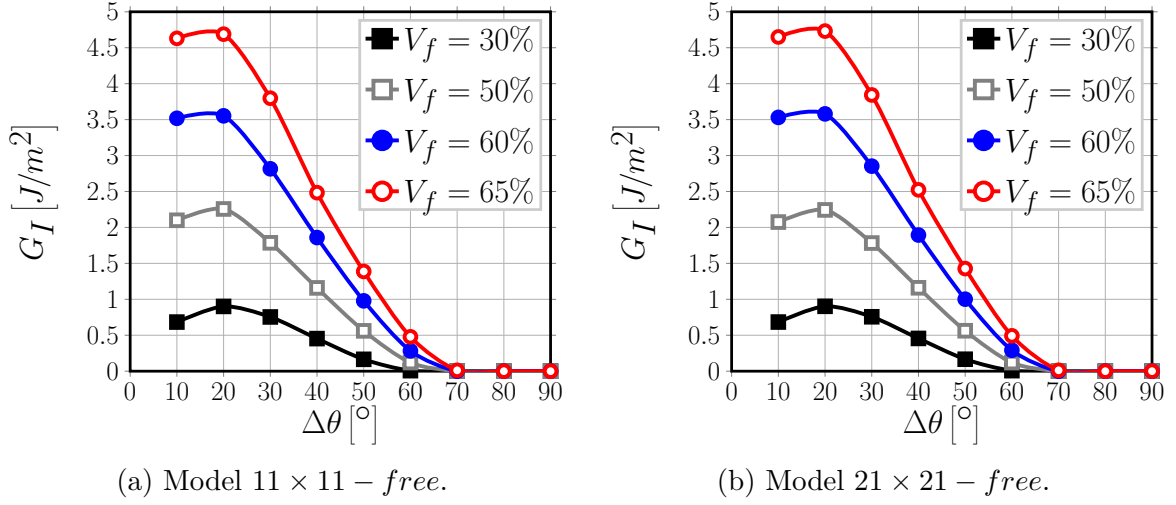 5
4.5
4
3.5
3
2.5
2
1.5
1
0.5
0
0 10 20 30 40 50 60 70 80 90
G_I [J/m^2]
Δθ [°]
V_f = 30%
V_f = 50%
V_f = 60%
V_f = 65%
(a) Model 11 × 11 − free.
5
4.5
4
3.5
3
2.5
2
1.5
1
0.5
0
0 10 20 30 40 50 60 70 80 90
G_I [J/m^2]
Δθ [°]
V_f = 30%
V_f = 50%
V_f = 60%
V_f = 65%
(b) Model 21 × 21 − free.